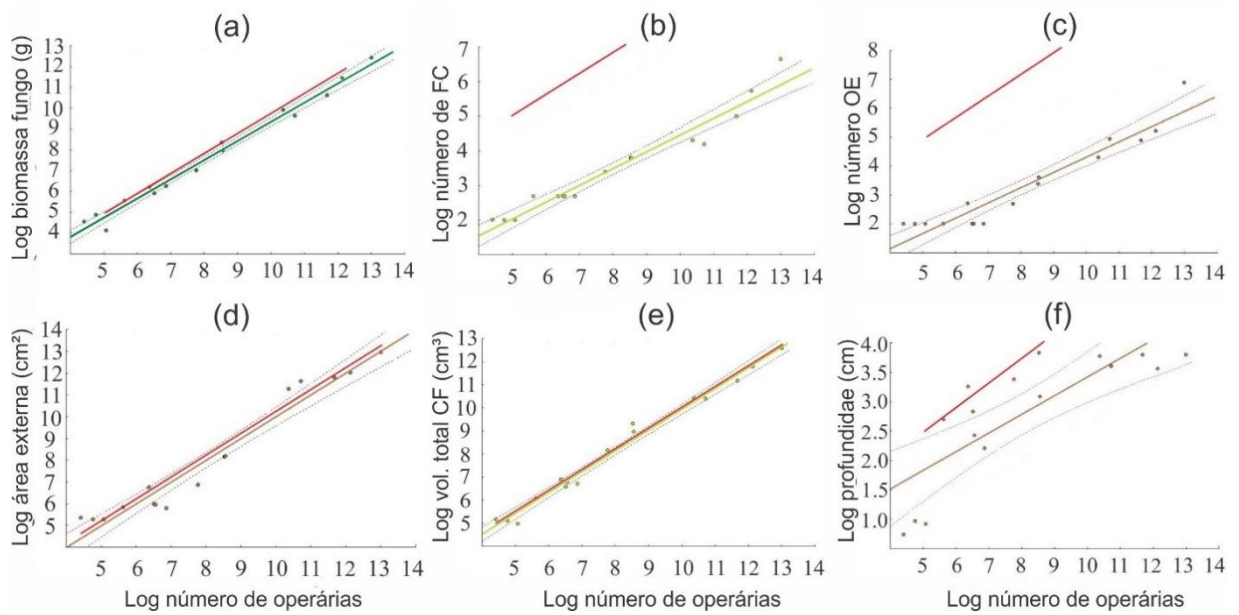 (a)
Log biomassa fungo (g)
13
12
11
10
9
8
7
6
5
4
5 6 7 8 9 10 11 12 13 14
(b)
Log número de FC
7
6
5
4
3
2
5 6 7 8 9 10 11 12 13 14
(c)
Log número OE
8
7
6
5
4
3
2
1
5 6 7 8 9 10 11 12 13 14
(d)
Log área externa (cm²)
14
13
12
11
10
9
8
7
6
5
5 6 7 8 9 10 11 12 13 14
Log número de operárias
(e)
Log vol. total CF (cm³)
13
12
11
10
9
8
7
6
5
5 6 7 8 9 10 11 12 13 14
Log número de operárias
(f)
Log profundidae (cm)
4.0
3.5
3.0
2.5
2.0
1.5
1.0
5 6 7 8 9 10 11 12 13 14
Log número de operárias